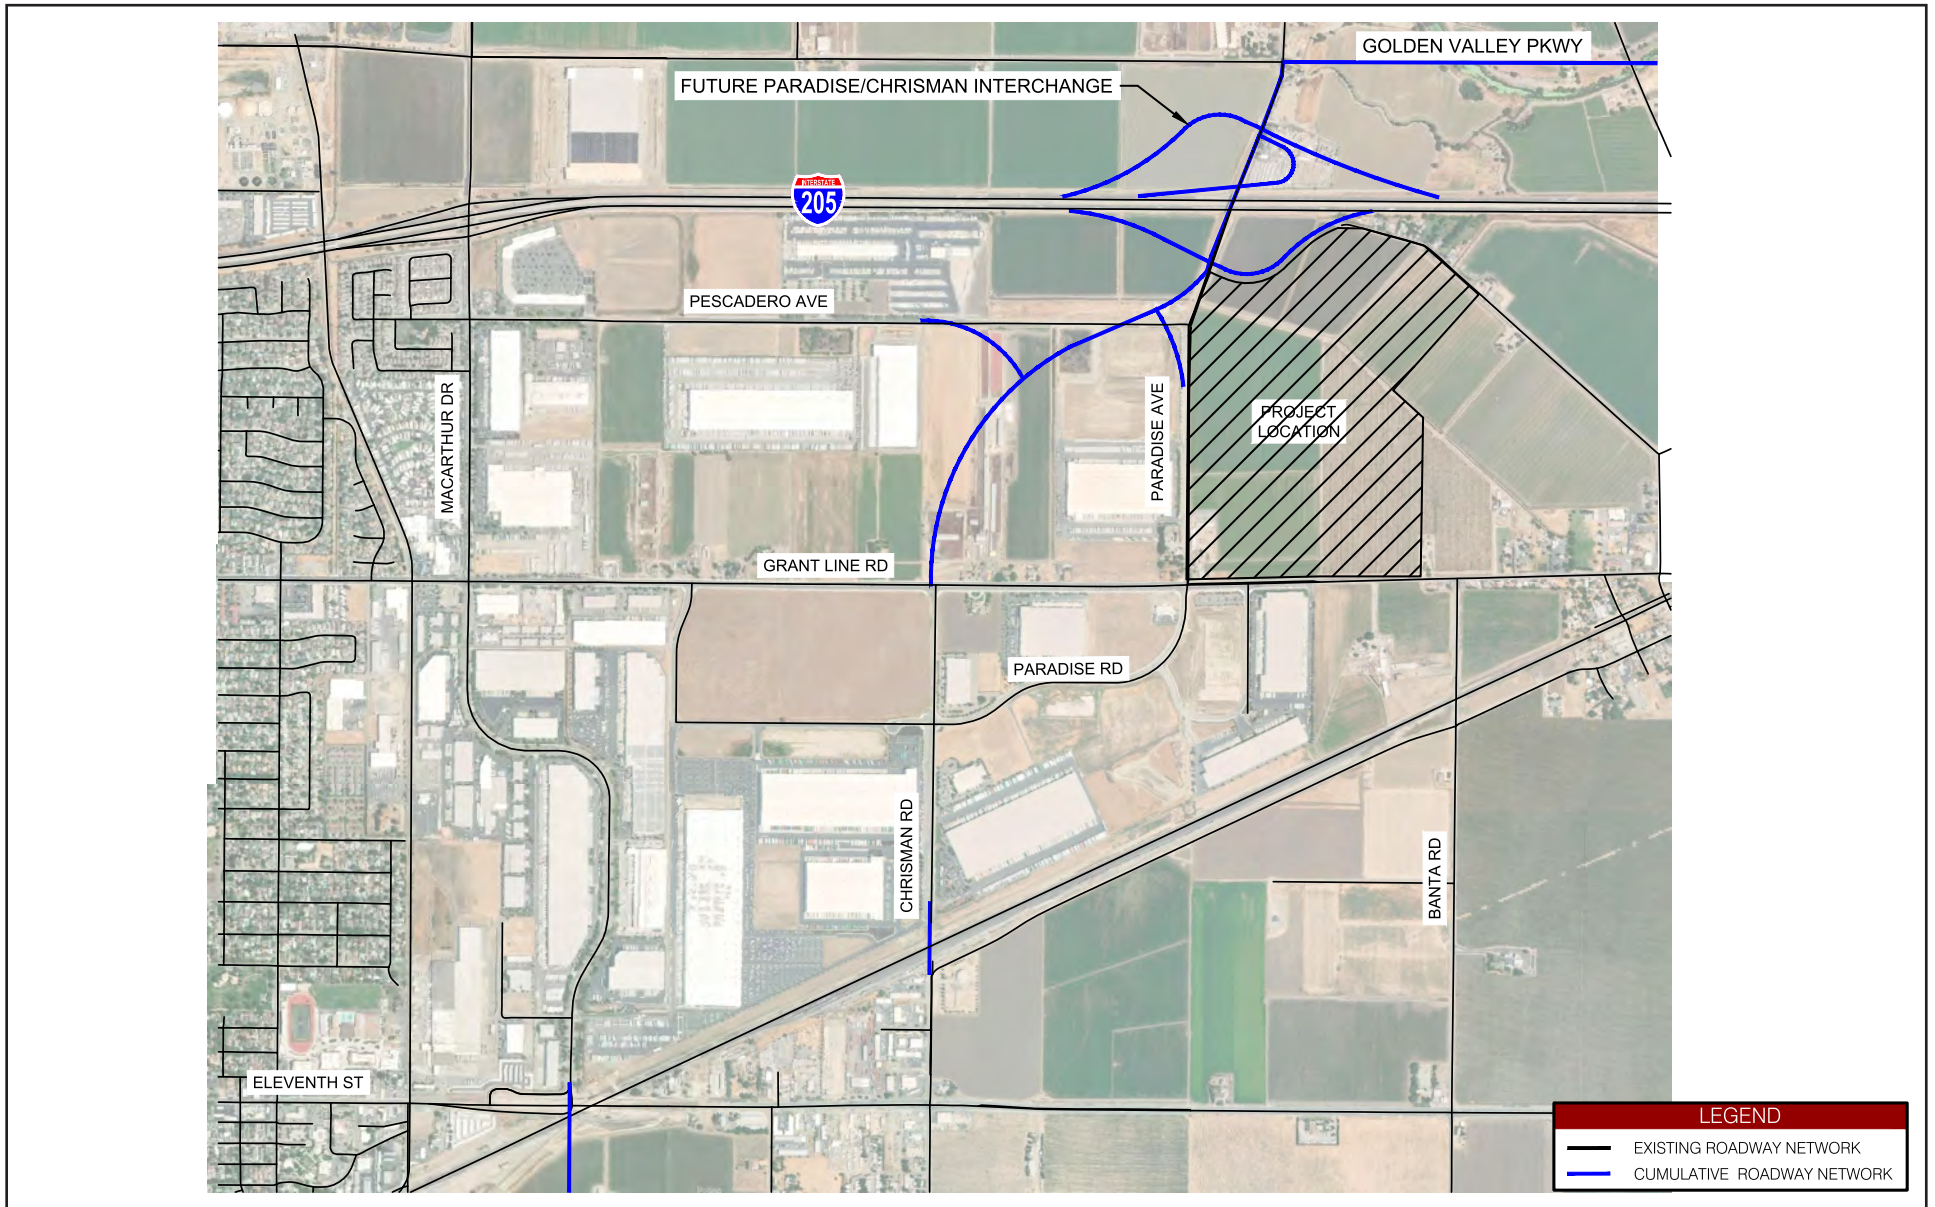 GOLDEN VALLEY PKWY
FUTURE PARADISE/CHRISMAN INTERCHANGE
INTERSTATE
205
PESCADERO AVE
MACARTHUR DR
PARADISE AVE
PROJECT
LOCATION
GRANT LINE RD
PARADISE RD
CHRISMAN RD
BANTA RD
ELEVENTH ST
LEGEND
EXISTING ROADWAY NETWORK
CUMULATIVE ROADWAY NETWORK